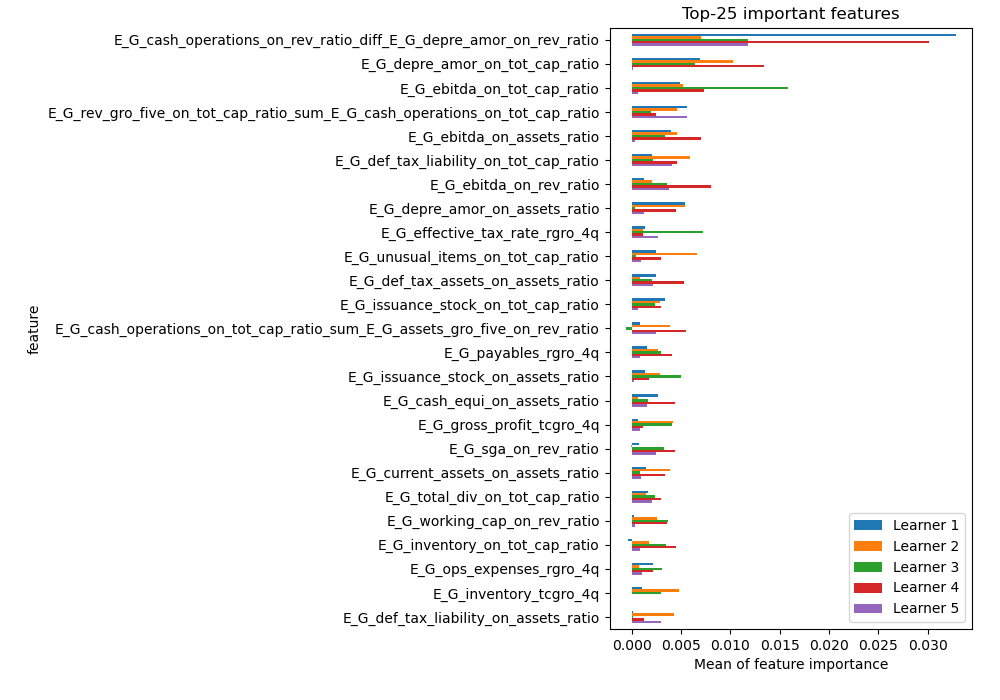 Top-25 important features
E_G_cash_operations_on_rev_ratio_diff_E_G_depre_amor_on_rev_ratio
E_G_depre_amor_on_tot_cap_ratio
E_G_ebitda_on_tot_cap_ratio
E_G_rev_gro_five_on_tot_cap_ratio_sum_E_G_cash_operations_on_tot_cap_ratio
E_G_ebitda_on_assets_ratio
E_G_def_tax_liability_on_tot_cap_ratio
E_G_ebitda_on_rev_ratio
E_G_depre_amor_on_assets_ratio
E_G_effective_tax_rate_rgro_4q
E_G_unusual_items_on_tot_cap_ratio
E_G_def_tax_assets_on_assets_ratio
E_G_issuance_stock_on_tot_cap_ratio
E_G_cash_operations_on_tot_cap_ratio_sum_E_G_assets_gro_five_on_rev_ratio
E_G_payables_rgro_4q
E_G_issuance_stock_on_assets_ratio
E_G_cash_equi_on_assets_ratio
E_G_gross_profit_tcgro_4q
E_G_sga_on_rev_ratio
E_G_current_assets_on_assets_ratio
E_G_total_div_on_tot_cap_ratio
E_G_working_cap_on_rev_ratio
E_G_inventory_on_tot_cap_ratio
E_G_ops_expenses_rgro_4q
E_G_inventory_tcgro_4q
E_G_def_tax_liability_on_assets_ratio
feature
Learner 1
Learner 2
Learner 3
Learner 4
Learner 5
0.000 0.005 0.010 0.015 0.020 0.025 0.030
Mean of feature importance